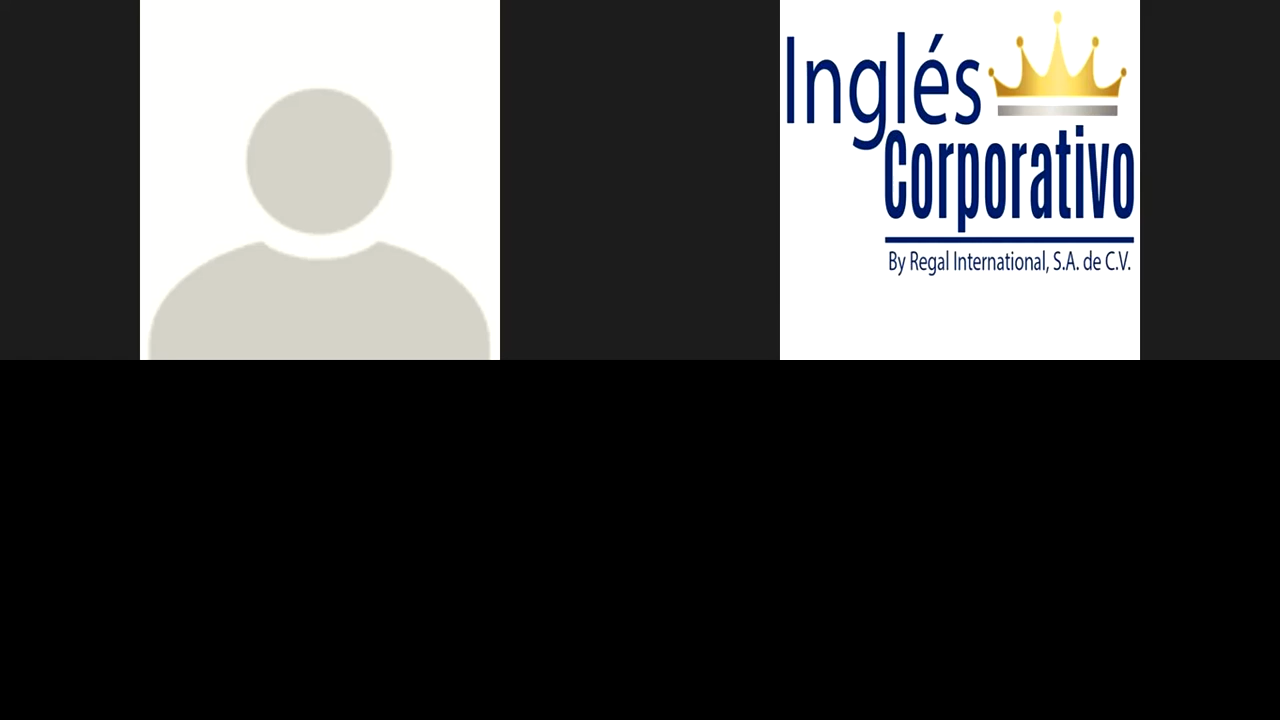 Inglés
Corporativo
By Regal International, S.A. de C.V.